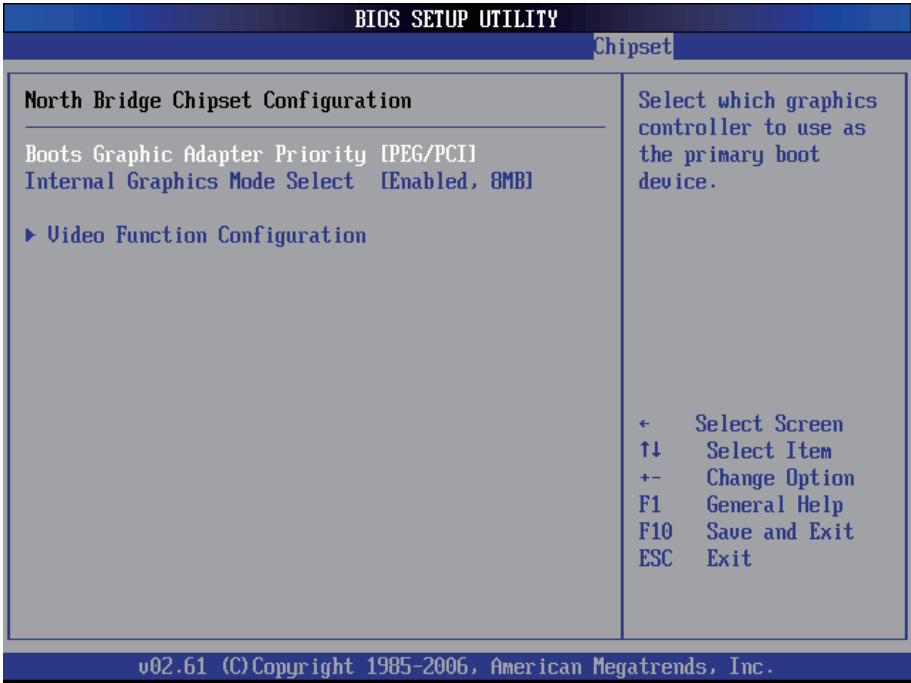 BIOS SETUP UTILITY
Chipset
North Bridge Chipset Configuration
Boots Graphic Adapter Priority [PEG/PCI]
Internal Graphics Mode Select [Enabled, 8MB]
▶ Video Function Configuration
Select which graphics
controller to use as
the primary boot
device.
← Select Screen
↑↓ Select Item
+- Change Option
F1 General Help
F10 Save and Exit
ESC Exit
v02.61 (C)Copyright 1985-2006, American Megatrends, Inc.